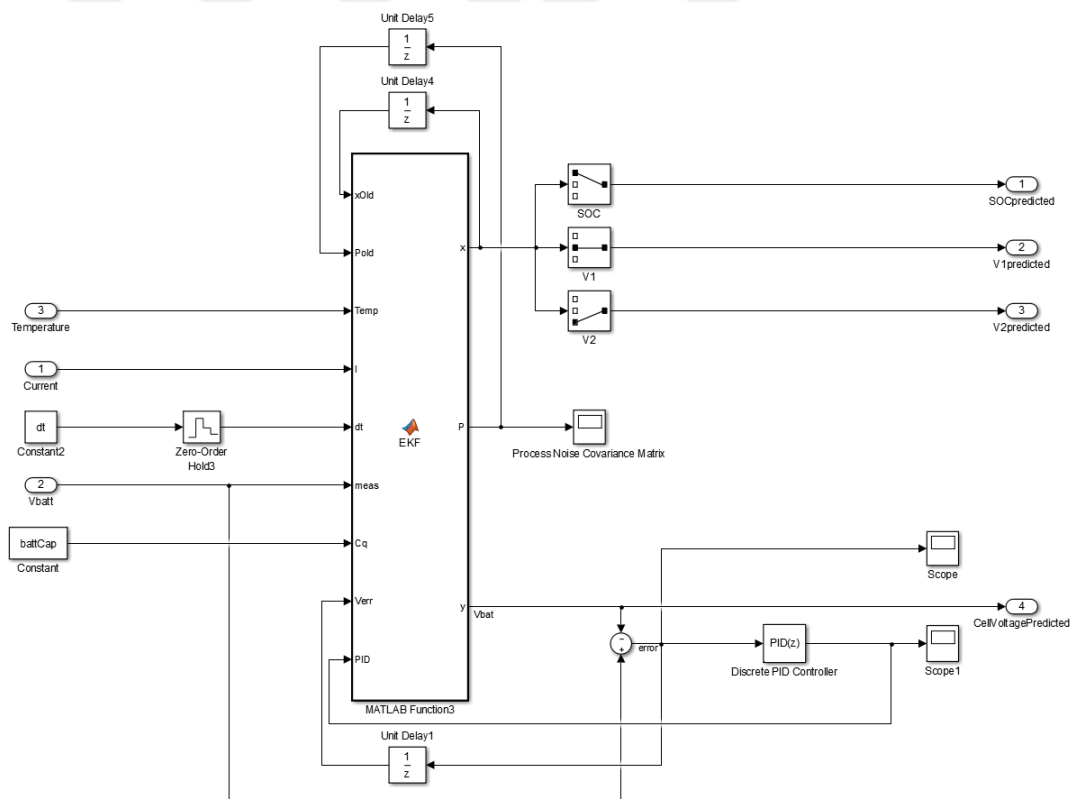 Unit Delay5
1
z
Unit Delay4
1
z
xOld
1
SOC
SOCpredicted
Pold
x
2
V1
V1predicted
3
Temp
3
Temperature
V2
V2predicted
1
I
Current
dt
dt
EKF
P
Constant2
Zero-Order
Hold3
Process Noise Covariance Matrix
2
meas
Vbatt
battCap
Cq
Constant
Scope
Verr
y
Vbat
4
CellVoltagePredicted
−
+
error
PID(z)
PID
Discrete PID Controller
Scope1
MATLAB Function3
Unit Delay1
1
z